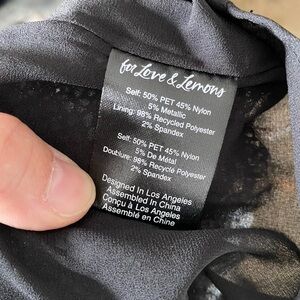 for Love & Lemons
Self: 50% PET 45% Nylon
5% Metallic
Lining: 98% Recycled Polyester
2% Spandex
Self: 50% PET 45% Nylon
5% De Métal
Doublure: 98% Recyclé Polyester
2% Spandex
Designed In Los Angeles
Assembled In China
Conçu à Los Angeles
Assemblé en Chine